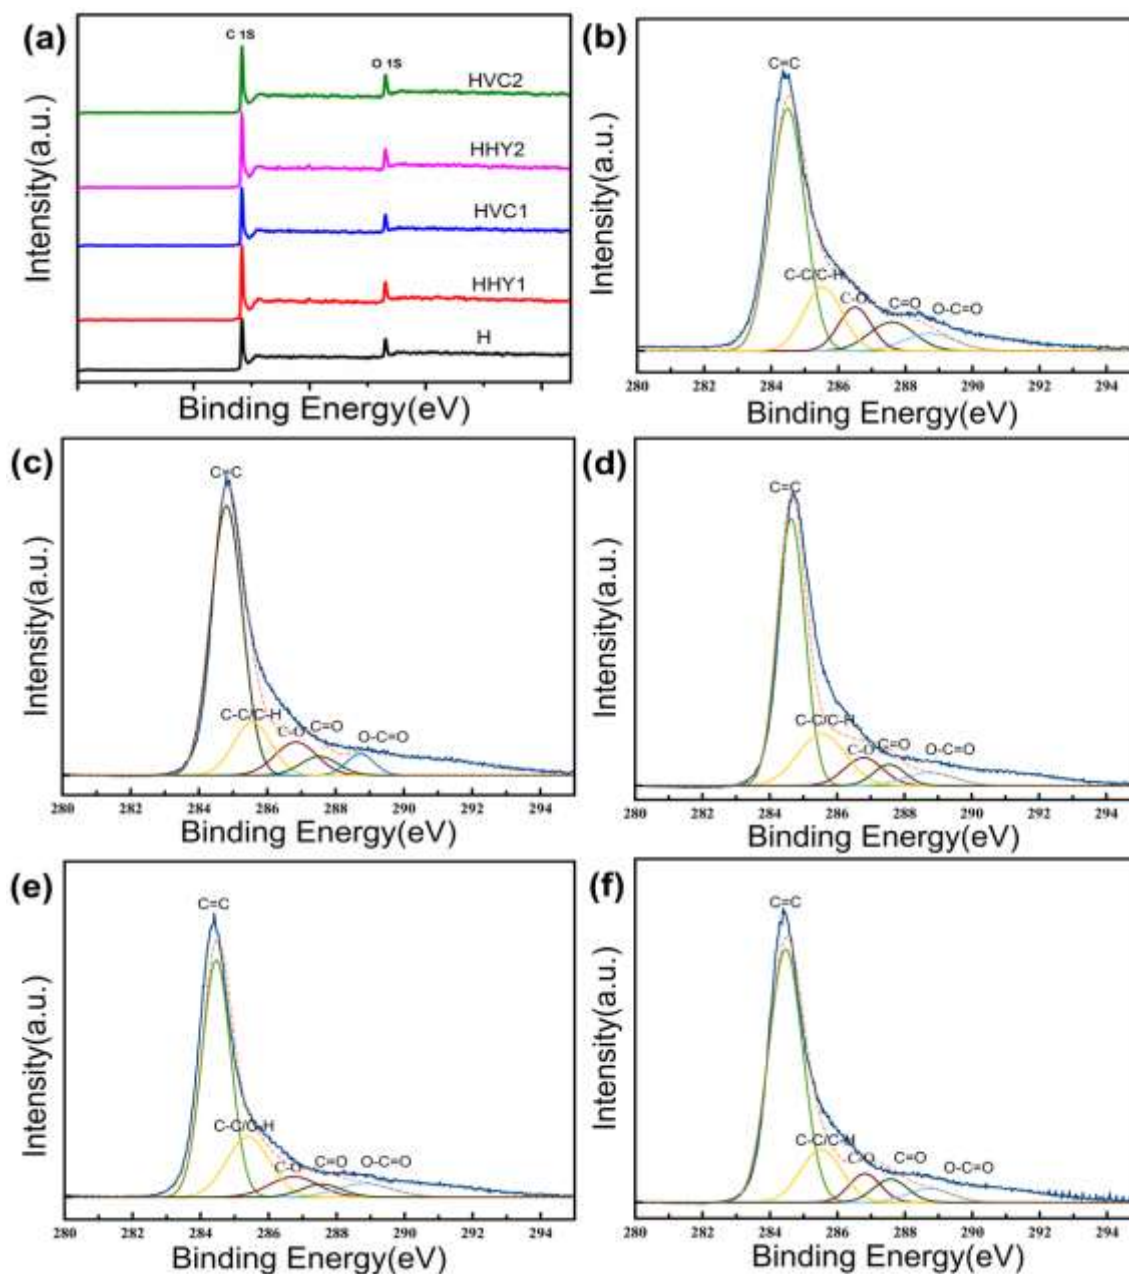 (a)
C 1S
O 1S
HVC2
HHY2
HVC1
HHY1
H
Intensity(a.u.)
Binding Energy(eV)
(b)
C=C
C-C/C-H
C-O
C=O
O-C=O
Intensity(a.u.)
280 282 284 286 288 290 292 294
Binding Energy(eV)
(c)
C=C
C-C/C-H
C-O
C=O
O-C=O
Intensity(a.u.)
280 282 284 286 288 290 292 294
Binding Energy(eV)
(d)
C=C
C-C/C-H
C-O
C=O
O-C=O
Intensity(a.u.)
280 282 284 286 288 290 292 294
Binding Energy(eV)
(e)
C=C
C-C/C-H
C-O
C=O
O-C=O
Intensity(a.u.)
280 282 284 286 288 290 292 294
Binding Energy(eV)
(f)
C=C
C-C/C-H
C-O
C=O
O-C=O
Intensity(a.u.)
280 282 284 286 288 290 292 294
Binding Energy(eV)